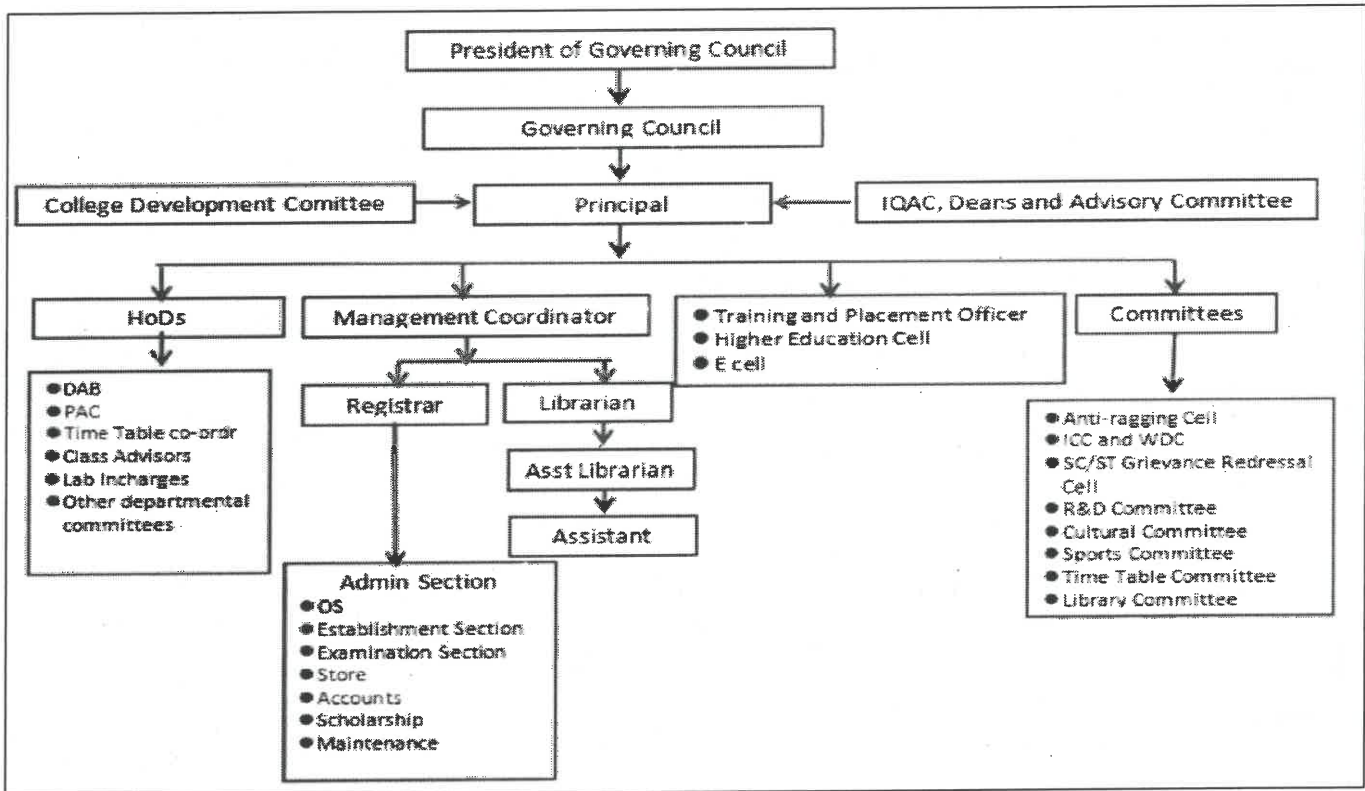 President of Governing Council
Governing Council
College Development Comittee
Principal
IQAC, Deans and Advisory Committee
HoDs
Management Coordinator
● Training and Placement Officer
● Higher Education Cell
● E cell
Committees
● DAB
● PAC
● Time Table co-ordr
● Class Advisors
● Lab Incharges
● Other departmental
committees
Registrar
Librarian
Asst Librarian
Assistant
● Anti-ragging Cell
● ICC and WDC
● SC/ST Grievance Redressal
Cell
● R&D Committee
● Cultural Committee
● Sports Committee
● Time Table Committee
● Library Committee
Admin Section
● OS
● Establishment Section
● Examination Section
● Store
● Accounts
● Scholarship
● Maintenance